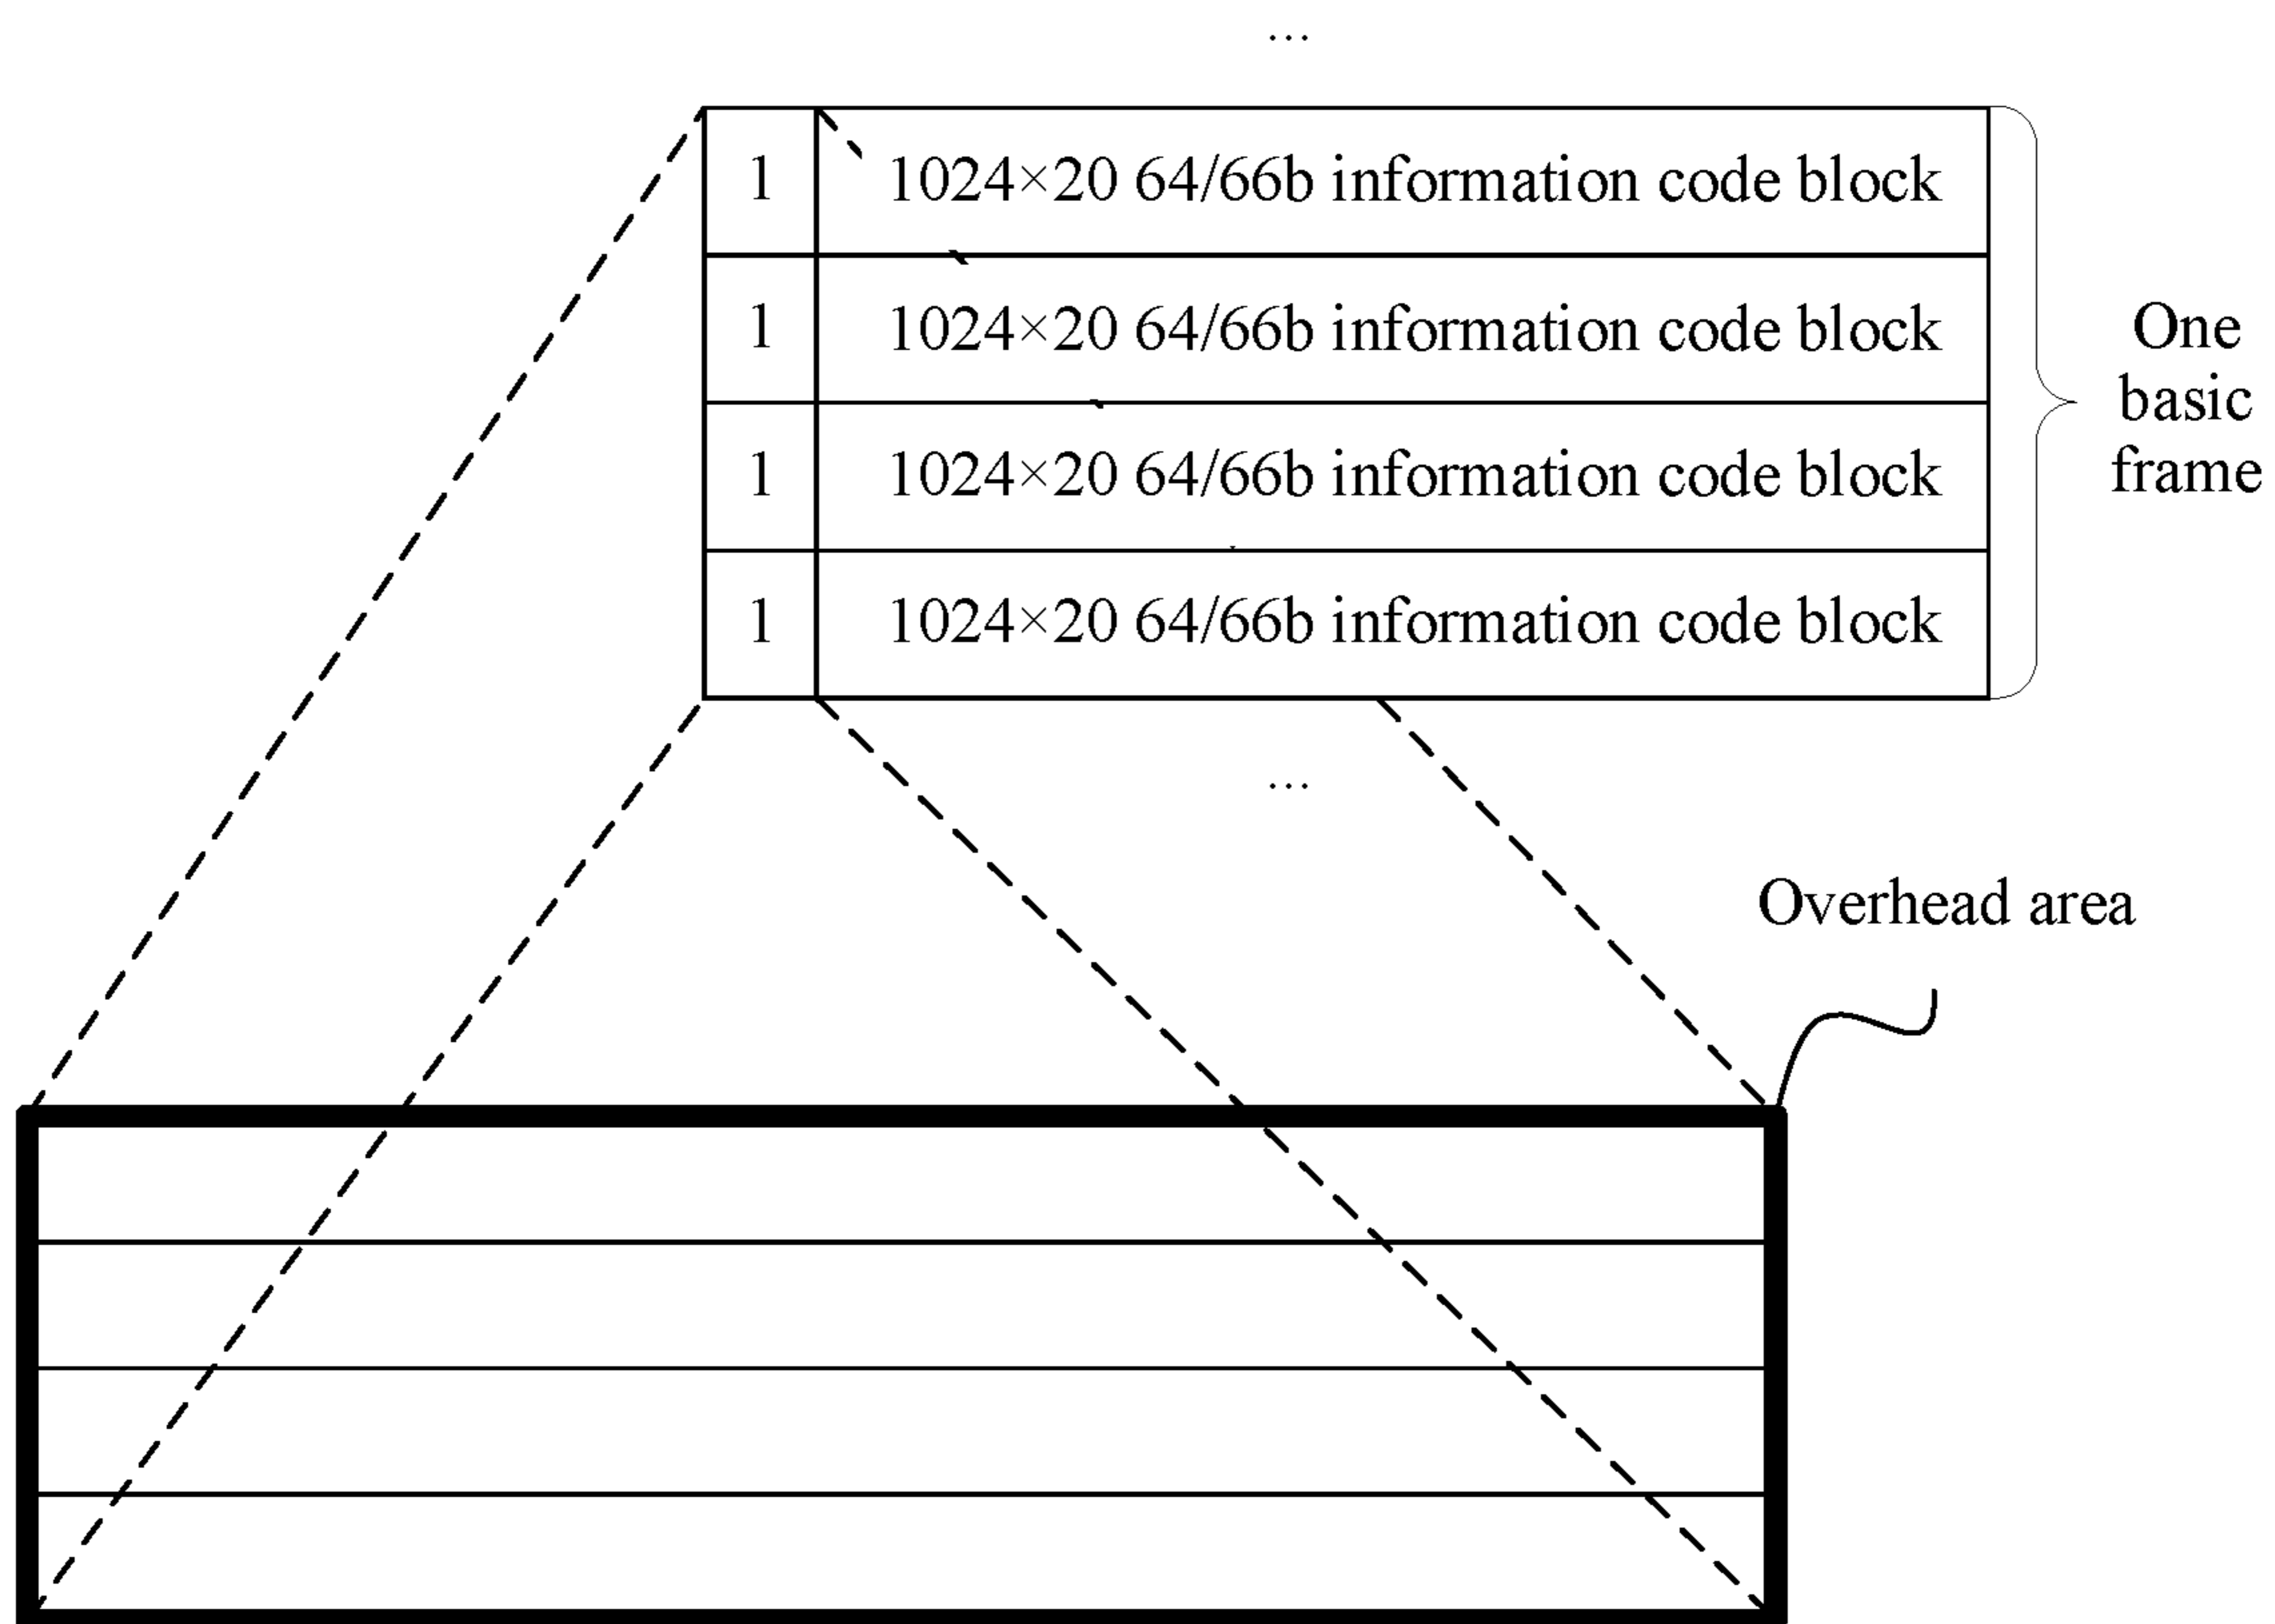 ...
1 1024×20 64/66b information code block
1 1024×20 64/66b information code block
1 1024×20 64/66b information code block
1 1024×20 64/66b information code block
One
basic
frame
...
Overhead area